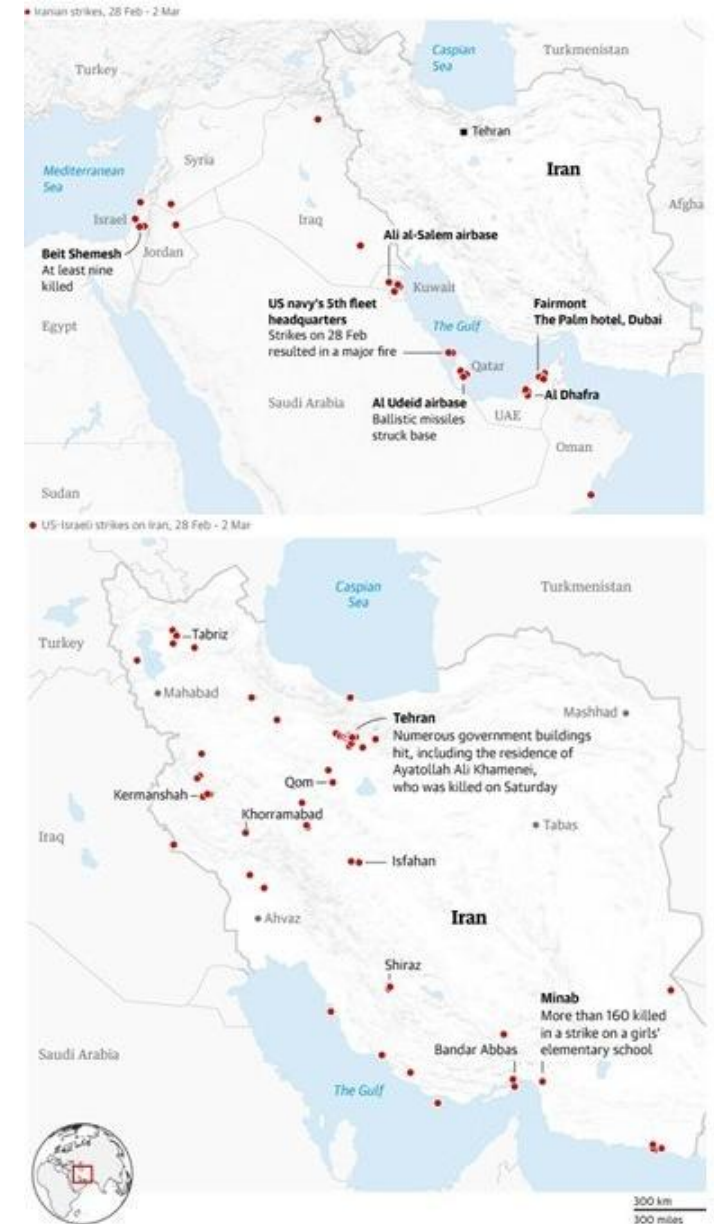 Iranian strikes, 28 Feb - 2 Mar
Caspian
Sea
Turkmenistan
Turkey
Tehran
Syria
Mediterranean
Sea
Iran
Afgha
Israel
Iraq
Ali al-Salem airbase
Beit Shemesh
At least nine
killed
Jordan
Kuwait
US navy's 5th fleet
headquarters
Strikes on 28 Feb
resulted in a major fire
Fairmont
The Palm hotel, Dubai
The Gulf
Egypt
Qatar
Saudi Arabia
Al Udeid airbase
Ballistic missiles
struck base
Al Dhafra
UAE
Oman
Sudan
US-Israeli strikes on Iran, 28 Feb - 2 Mar
Caspian
Sea
Turkmenistan
Turkey
Tabriz
Mahabad
Mashhad
Tehran
Numerous government buildings
hit, including the residence of
Ayatollah Ali Khamenei,
who was killed on Saturday
Qom
Kermanshah
Khorramabad
Iraq
Tabas
Isfahan
Ahvaz
Iran
Shiraz
Minab
More than 160 killed
in a strike on a girls'
elementary school
Bandar Abbas
Saudi Arabia
The Gulf
300 km
300 miles